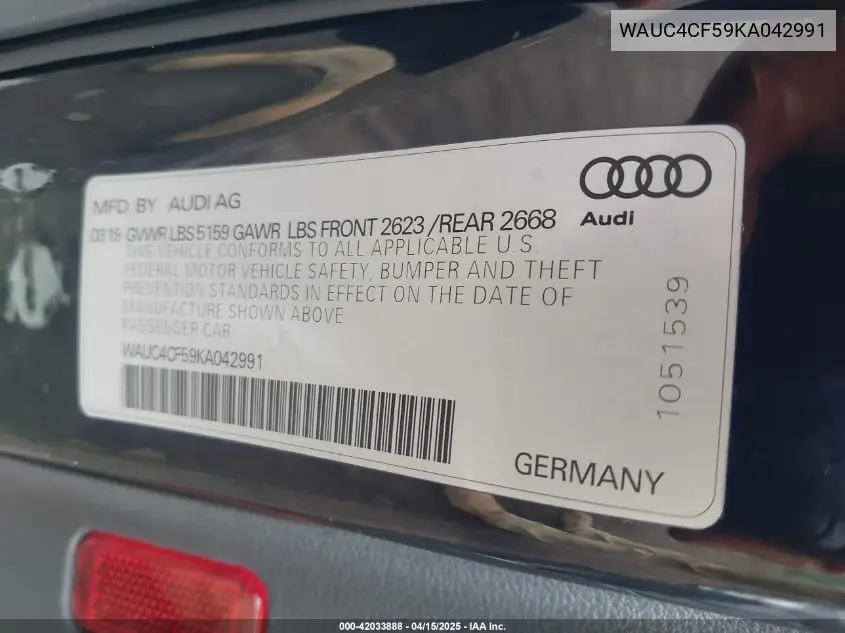 WAUC4CF59KA042991
MFD BY AUDI AG
03.19 GVWR LBS 5159 GAWR LBS FRONT 2623 / REAR 2668
Audi
THIS VEHICLE CONFORMS TO ALL APPLICABLE U.S.
FEDERAL MOTOR VEHICLE SAFETY, BUMPER AND THEFT
PREVENTION STANDARDS IN EFFECT ON THE DATE OF
MANUFACTURE SHOWN ABOVE
PASSENGER CAR
WAUC4CF59KA042991
1051539
GERMANY
000-42033888 - 04/15/2025 - IAA Inc.